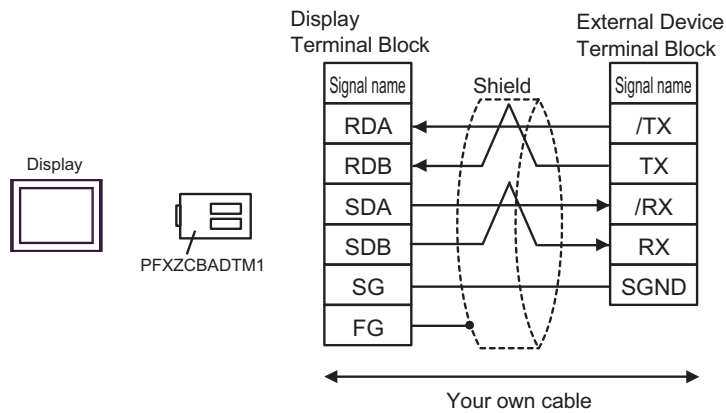 Display
Terminal Block
External Device
Terminal Block
Signal name
Shield
Signal name
RDA
/TX
RDB
TX
SDA
/RX
SDB
RX
SG
SGND
FG
Display
PFXZCBADTM1
Your own cable